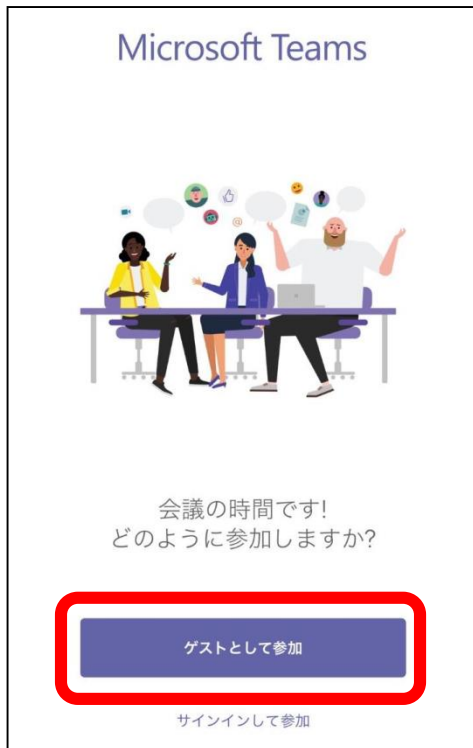 Microsoft Teams
会議の時間です!
どのように参加しますか?
ゲストとして参加
サインインして参加